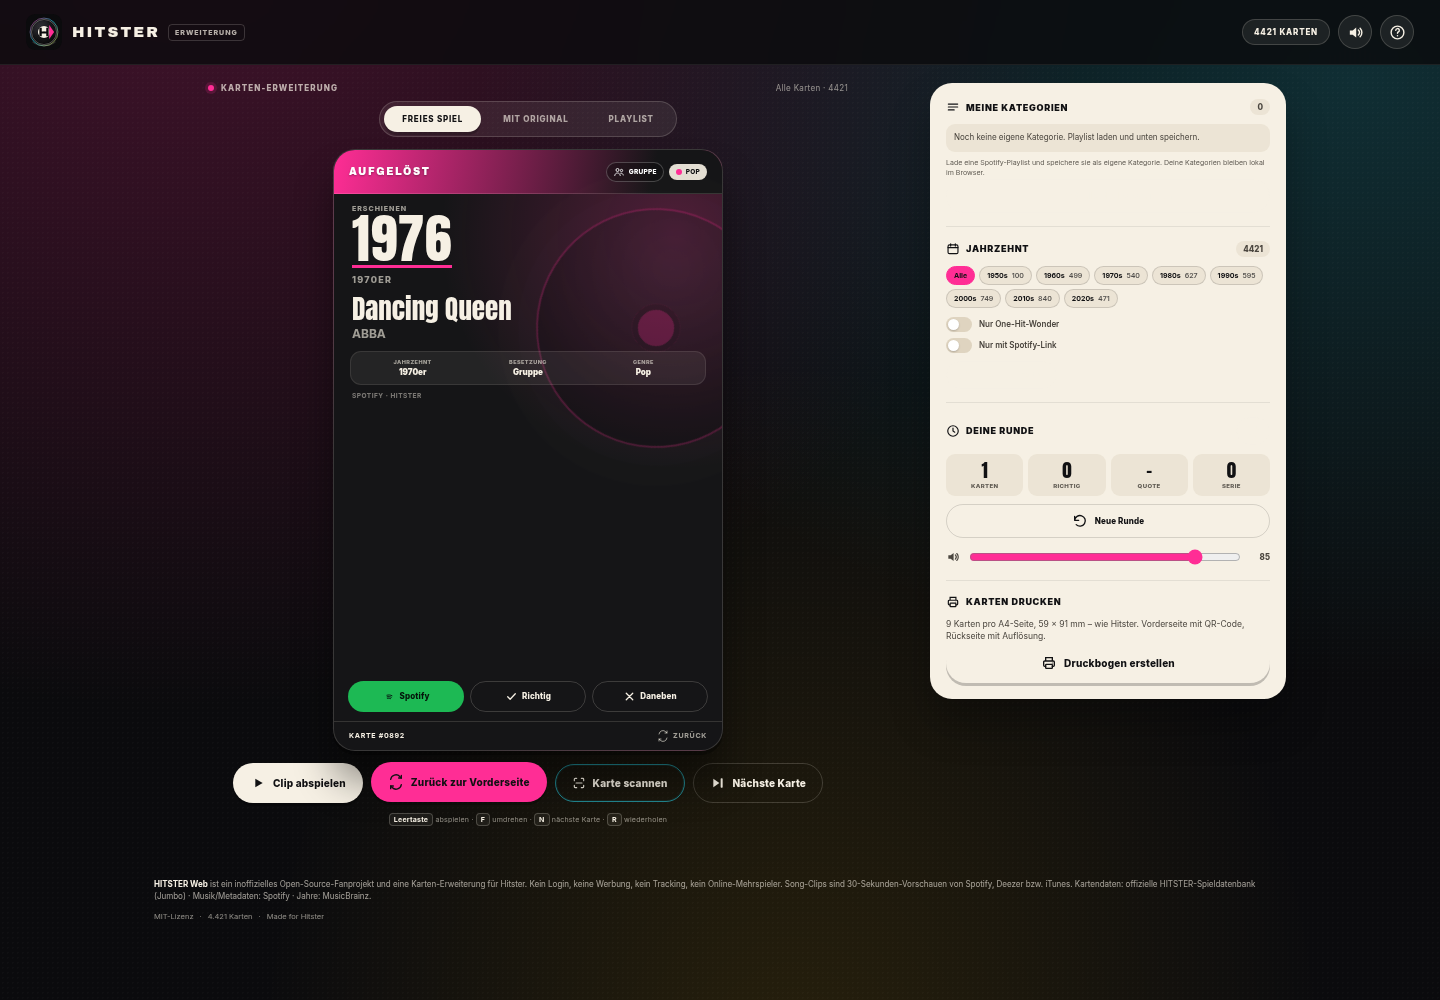 HITSTER
ERWEITERUNG
4421 KARTEN
KARTEN-ERWEITERUNG
Alle Karten · 4421
FREIES SPIEL
MIT ORIGINAL
PLAYLIST
AUFGELÖST
GRUPPE
POP
ERSCHIENEN
1976
1970ER
Dancing Queen
ABBA
JAHRZEHNT
BESETZUNG
GENRE
1970er
Gruppe
Pop
SPOTIFY · HITSTER
Spotify
Richtig
Daneben
KARTE #0892
ZURÜCK
Clip abspielen
Zurück zur Vorderseite
Karte scannen
Nächste Karte
Leertaste abspielen · F umdrehen · N nächste Karte · R wiederholen
MEINE KATEGORIEN
0
Noch keine eigene Kategorie. Playlist laden und unten speichern.
Lade eine Spotify-Playlist und speichere sie als eigene Kategorie. Deine Kategorien bleiben lokal
im Browser.
JAHRZEHNT
4421
Alle
1950s 100
1960s 499
1970s 540
1980s 627
1990s 595
2000s 749
2010s 840
2020s 471
Nur One-Hit-Wonder
Nur mit Spotify-Link
DEINE RUNDE
1
0
-
0
KARTEN
RICHTIG
QUOTE
SERIE
Neue Runde
85
KARTEN DRUCKEN
9 Karten pro A4-Seite, 59 × 91 mm – wie Hitster. Vorderseite mit QR-Code,
Rückseite mit Auflösung.
Druckbogen erstellen
HITSTER Web ist ein inoffizielles Open-Source-Fanprojekt und eine Karten-Erweiterung für Hitster. Kein Login, keine Werbung, kein Tracking, kein Online-Mehrspieler. Song-Clips sind 30-Sekunden-Vorschauen von Spotify, Deezer bzw. iTunes. Kartendaten: offizielle HITSTER-Spieldatenbank
(Jumbo) · Musik/Metadaten: Spotify · Jahre: MusicBrainz.
MIT-Lizenz · 4.421 Karten · Made for Hitster